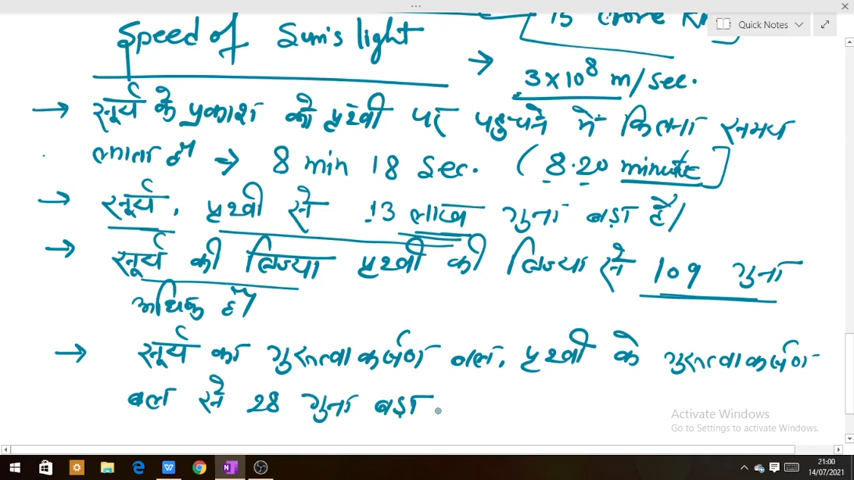 Quick Notes
15 crore Km
Speed of Sun's light
→ 3×10⁸ m/sec.
→ सूर्य के प्रकाश को पृथ्वी पर पहुचने में कितना समय
लगता है → 8 min 18 sec. (8.20 minute)
→ सूर्य, पृथ्वी से 13 लाख गुना बड़ा है।
→ सूर्य की त्रिज्या पृथ्वी की त्रिज्या से 109 गुना
अधिक है।
→ सूर्य का गुरुत्वाकर्षण बल, पृथ्वी के गुरुत्वाकर्षण
बल से 28 गुना बड़ा
Activate Windows
Go to Settings to activate Windows.
21:00
14/07/2021